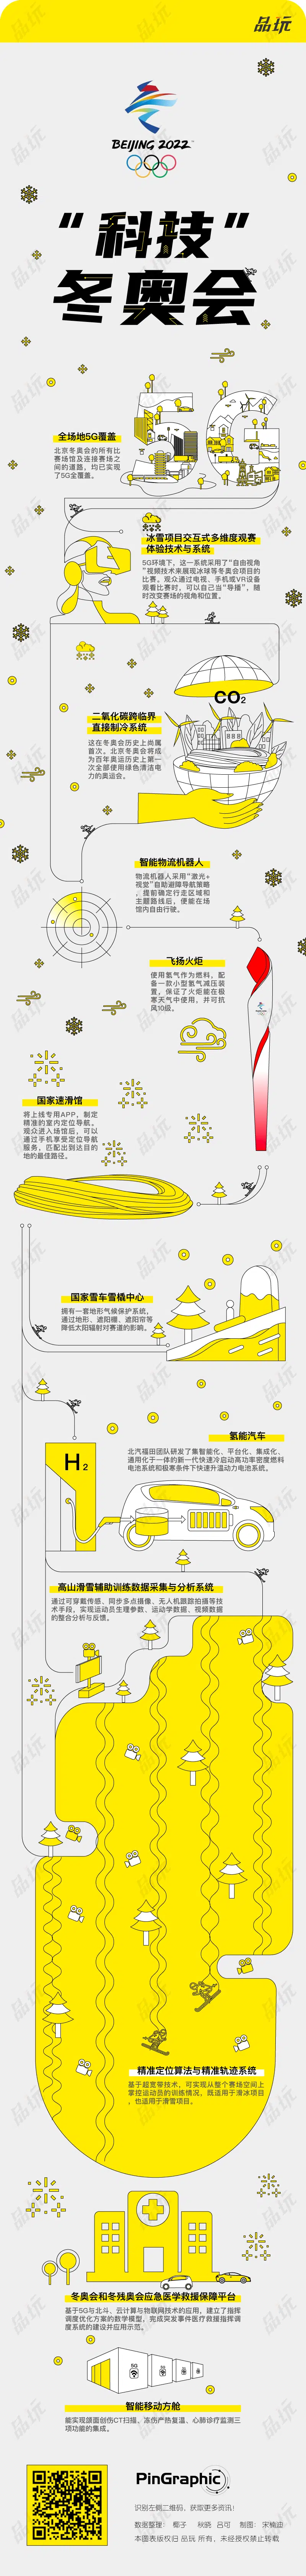 品玩
BEIJING 2022
“科技”
冬奥会
全场地5G覆盖
北京冬奥会的所有比
赛场馆及连接赛场之
间的道路，均已实现
了5G全覆盖。
5G
冰雪项目交互式多维度观赛
体验技术与系统
5G环境下，这一系统采用了“自由视角
”视频技术来展现冰球等冬奥会项目的
比赛。观众通过电视、手机或VR设备
观看比赛时，可以自己当“导播”，随
时改变赛场的视角和位置。
CO2
二氧化碳跨临界
直接制冷系统
这在冬奥会历史上尚属
首次。北京冬奥会将成
为百年奥运历史上第一
次全部使用绿色清洁电
力的奥运会。
智能物流机器人
物流机器人采用“激光+
视觉”自助避障导航策略
，提前确定行走区域和
主题路线后，便能在场
馆内自由行驶。
飞扬火炬
使用氢气作为燃料，配
备一款小型氢气减压装
置，保证了火炬能在极
寒天气中使用，并可抗
风10级。
国家速滑馆
将上线专用APP，制定
精准的室内定位导航。
观众进入场馆后，可以
通过手机享受定位导航
服务，匹配出到达目的
地的最佳路径。
国家雪车雪橇中心
拥有一套地形气候保护系统，
通过地形、遮阳棚、遮阳帘等
降低太阳辐射对赛道的影响。
氢能汽车
北汽福田团队研发了集智能化、平台化、集成化、
通用化于一体的新一代快速冷启动高功率密度燃料
电池系统和极寒条件下快速升温动力电池系统。
H2
高山滑雪辅助训练数据采集与分析系统
通过可穿戴传感、同步多点摄像、无人机跟踪拍摄等技
术手段，实现运动员生理参数、运动学数据、视频数据
的整合分析与反馈。
精准定位算法与精准轨迹系统
基于超宽带技术，可实现从整个赛场空间上
掌控运动员的训练情况，既适用于滑冰项目
，也适用于滑雪项目。
冬奥会和冬残奥会应急医学救援保障平台
基于5G与北斗、云计算与物联网技术的应用，建立了指挥
调度优化方案的数学模型，完成突发事件医疗救援指挥调
度系统的建设并应用示范。
5G
智能移动方舱
能实现颌面创伤CT扫描、冻伤产热复温、心肺诊疗监测三
项功能的集成。
PinGraphic
识别左侧二维码，获取更多资讯！
数据整理： 椰子 秋晓 吕可 制图：宋楠迪
本图表版权归 品玩 所有，未经授权禁止转载